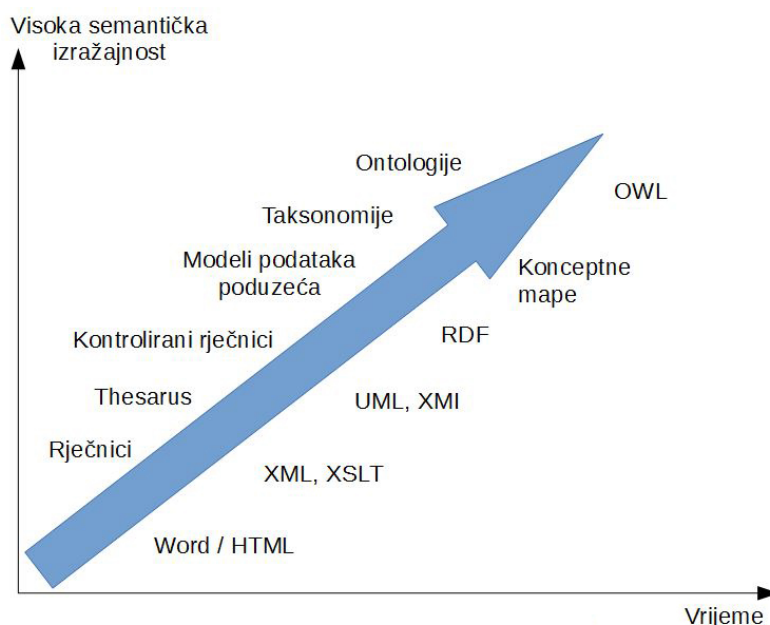 Visoka semantička
izražajnost
Ontologije
OWL
Taksonomije
Modeli podataka
poduzeća
Konceptne
mape
Kontrolirani rječnici
RDF
Thesarus
UML, XMI
Rječnici
XML, XSLT
Word / HTML
Vrijeme